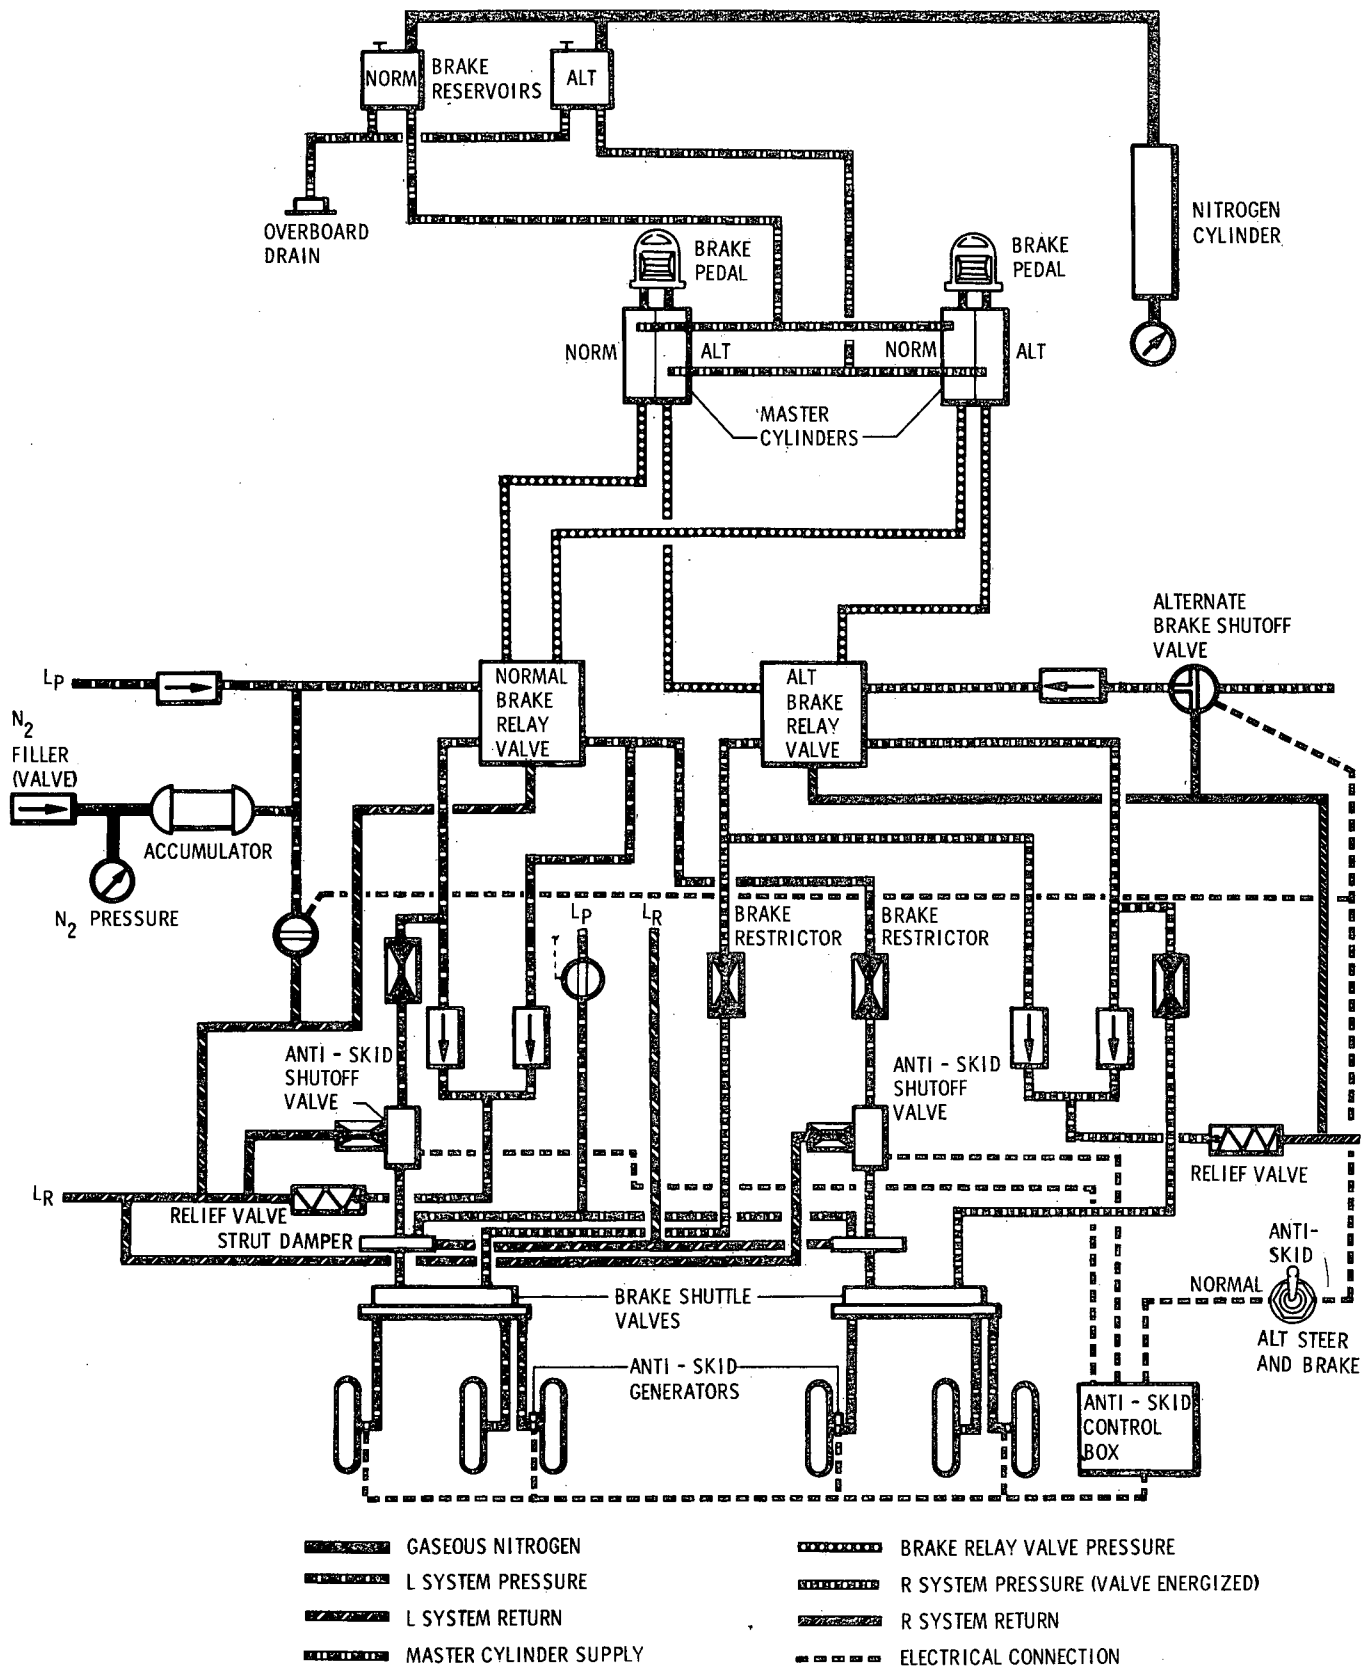 NORM
BRAKE
RESERVOIRS
ALT
OVERBOARD
DRAIN
BRAKE
PEDAL
BRAKE
PEDAL
NITROGEN
CYLINDER
NORM
ALT
NORM
ALT
MASTER
CYLINDERS
ALTERNATE
BRAKE SHUTOFF
VALVE
LP
NORMAL
BRAKE
RELAY
VALVE
ALT
BRAKE
RELAY
VALVE
N2
FILLER
(VALVE)
ACCUMULATOR
N2 PRESSURE
LP
LR
BRAKE
RESTRICTOR
BRAKE
RESTRICTOR
ANTI - SKID
SHUTOFF
VALVE
ANTI - SKID
SHUTOFF
VALVE
RELIEF VALVE
LR
RELIEF VALVE
STRUT DAMPER
ANTI-
SKID
NORMAL
BRAKE SHUTTLE
VALVES
ALT STEER
AND BRAKE
ANTI - SKID
GENERATORS
ANTI - SKID
CONTROL
BOX
GASEOUS NITROGEN
L SYSTEM PRESSURE
L SYSTEM RETURN
MASTER CYLINDER SUPPLY
BRAKE RELAY VALVE PRESSURE
R SYSTEM PRESSURE (VALVE ENERGIZED)
R SYSTEM RETURN
ELECTRICAL CONNECTION